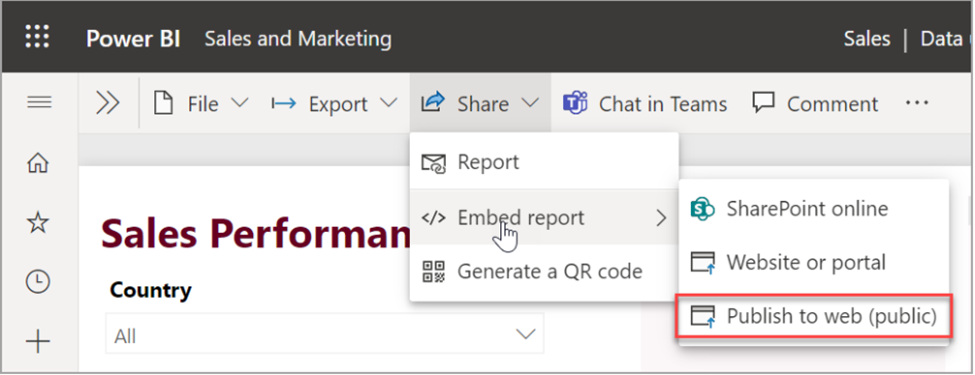 Power BI Sales and Marketing Sales | Data
File Export Share Chat in Teams Comment ...
Report
Embed report
Generate a QR code
SharePoint online
Website or portal
Publish to web (public)
Sales Performan
Country
All